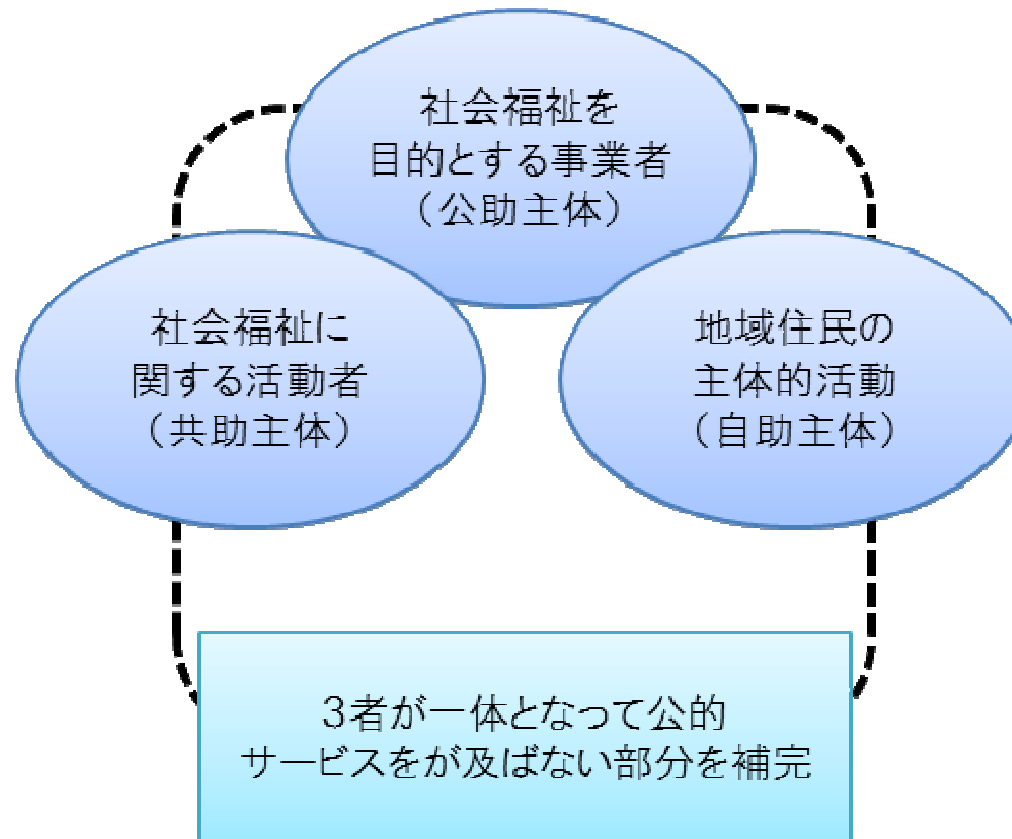 社会福祉を
目的とする事業者
（公助主体）
社会福祉に
関する活動者
（共助主体）
地域住民の
主体的活動
（自助主体）
３者が一体となって公的
サービスをが及ばない部分を補完